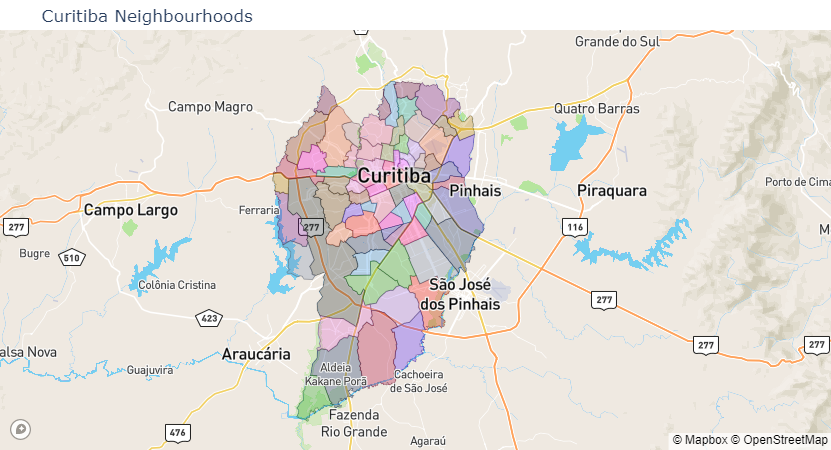 Curitiba Neighbourhoods
Grande do Sul
Campo Magro
Quatro Barras
Curitiba
Pinhais
Piraquara
Porto de Cima
Campo Largo
Ferraria
277
277
116
Bugre
510
Colônia Cristina
São José
dos Pinhais
277
423
277
277
alsa Nova
Araucária
Guajuvira
Aldeia
Kakane Porã
Cachoeira
de São José
Fazenda
Rio Grande
476
Agaraú
© Mapbox © OpenStreetMap